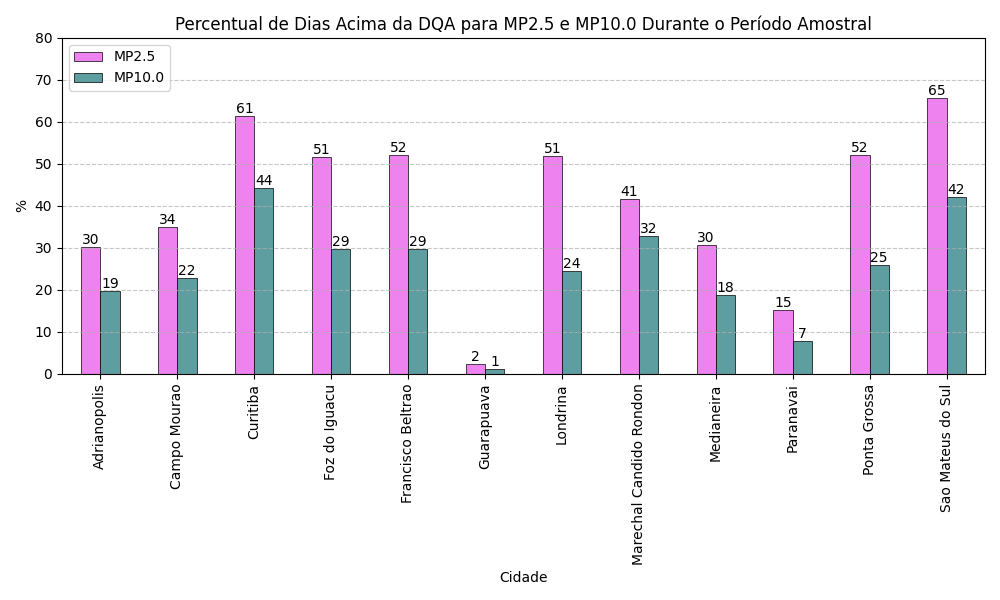 Percentual de Dias Acima da DQA para MP2.5 e MP10.0 Durante o Período Amostral
80
70
60
50
40
30
20
10
0
%
MP2.5
MP10.0
30
19
34
22
61
44
51
29
52
29
2
1
51
24
41
32
30
18
15
7
52
25
65
42
Adrianopolis
Campo Mourao
Curitiba
Foz do Iguacu
Francisco Beltrao
Guarapuava
Londrina
Marechal Candido Rondon
Medianeira
Paranavai
Ponta Grossa
Sao Mateus do Sul
Cidade